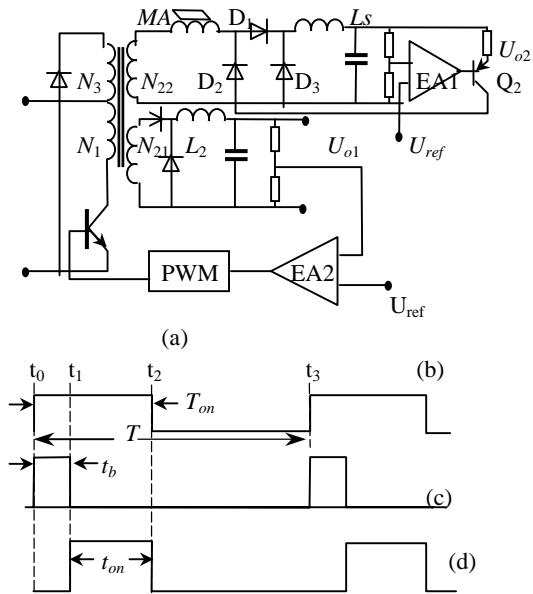 MA D1 Ls
N3 N22 D2 D3 EA1 Uo2
Q2
N1 N21 L2 Uo1 Uref
PWM EA2
Uref
(a)
t0 t1 t2 t3 (b)
Ton
T
tb
(c)
ton (d)